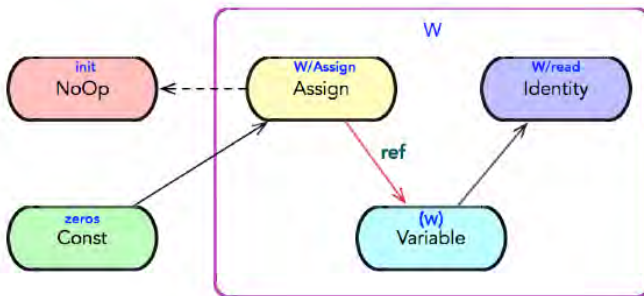 W
init
NoOp
W/Assign
Assign
W/read
Identity
ref
zeros
Const
(W)
Variable